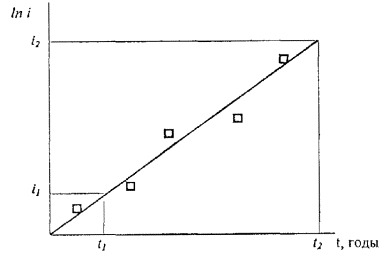 ln i
i₂
i₁
t₁
t₂ t, годы